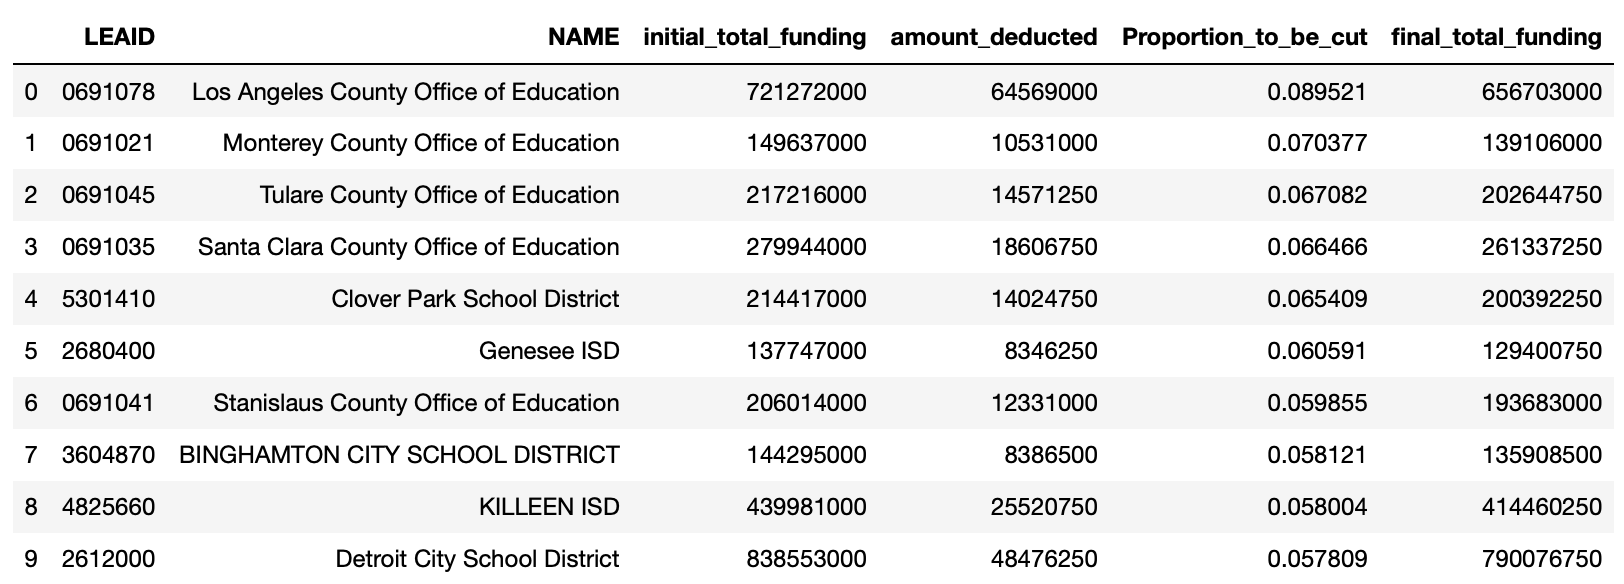 LEAID NAME initial_total_funding amount_deducted Proportion_to_be_cut final_total_funding
0 0691078 Los Angeles County Office of Education 721272000 64569000 0.089521 656703000
1 0691021 Monterey County Office of Education 149637000 10531000 0.070377 139106000
2 0691045 Tulare County Office of Education 217216000 14571250 0.067082 202644750
3 0691035 Santa Clara County Office of Education 279944000 18606750 0.066466 261337250
4 5301410 Clover Park School District 214417000 14024750 0.065409 200392250
5 2680400 Genesee ISD 137747000 8346250 0.060591 129400750
6 0691041 Stanislaus County Office of Education 206014000 12331000 0.059855 193683000
7 3604870 BINGHAMTON CITY SCHOOL DISTRICT 144295000 8386500 0.058121 135908500
8 4825660 KILLEEN ISD 439981000 25520750 0.058004 414460250
9 2612000 Detroit City School District 838553000 48476250 0.057809 790076750